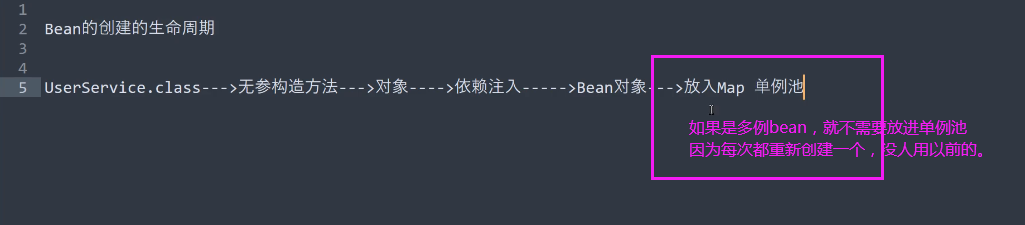 1
2 Bean的创建的生命周期
3
4
5 UserService.class--->无参构造方法--->对象---->依赖注入----->Bean对象--->放入Map 单例池
如果是多例bean，就不需要放进单例池
因为每次都重新创建一个，没人用以前的。